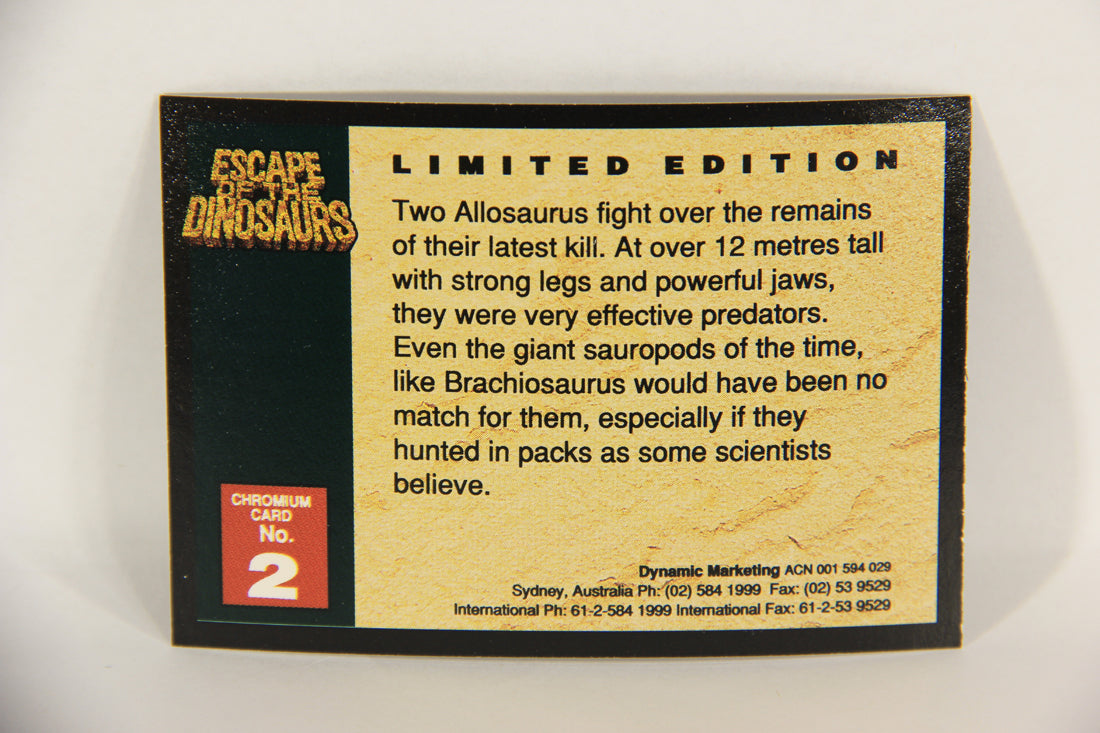 ESCAPE
OF THE
DINOSAURS
LIMITED EDITION
Two Allosaurus fight over the remains
of their latest kill. At over 12 metres tall
with strong legs and powerful jaws,
they were very effective predators.
Even the giant sauropods of the time,
like Brachiosaurus would have been no
match for them, especially if they
hunted in packs as some scientists
believe.
CHROMIUM
CARD
No.
2
Dynamic Marketing ACN 001 594 029
Sydney, Australia Ph: (02) 584 1999 Fax: (02) 53 9529
International Ph: 61-2-584 1999 International Fax: 61-2-53 9529